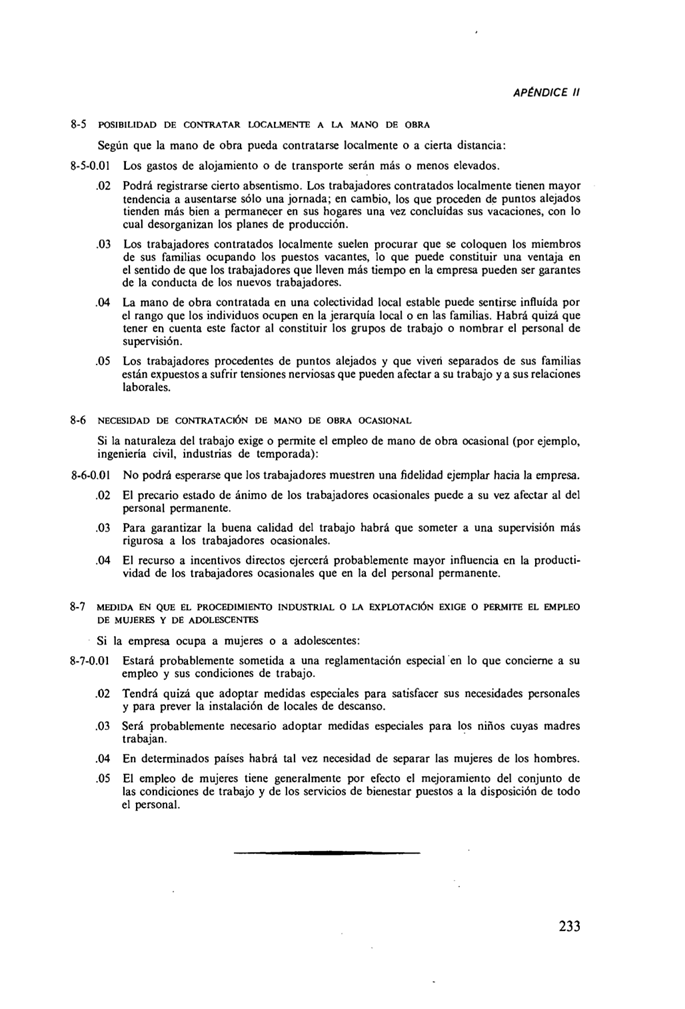 APÉNDICE II
8-5 POSIBILIDAD DE CONTRATAR LOCALMENTE A LA MANO DE OBRA
Según que la mano de obra pueda contratarse localmente o a cierta distancia:
8-5-0.01 Los gastos de alojamiento o de transporte serán más o menos elevados.
.02 Podrá registrarse cierto absentismo. Los trabajadores contratados localmente tienen mayor
tendencia a ausentarse sólo una jornada; en cambio, los que proceden de puntos alejados
tienden más bien a permanecer en sus hogares una vez concluídas sus vacaciones, con lo
cual desorganizan los planes de producción.
.03 Los trabajadores contratados localmente suelen procurar que se coloquen los miembros
de sus familias ocupando los puestos vacantes, lo que puede constituir una ventaja en
el sentido de que los trabajadores que lleven más tiempo en la empresa pueden ser garantes
de la conducta de los nuevos trabajadores.
.04 La mano de obra contratada en una colectividad local estable puede sentirse influída por
el rango que los individuos ocupen en la jerarquía local o en las familias. Habrá quizá que
tener en cuenta este factor al constituir los grupos de trabajo o nombrar el personal de
supervisión.
.05 Los trabajadores procedentes de puntos alejados y que viven separados de sus familias
están expuestos a sufrir tensiones nerviosas que pueden afectar a su trabajo y a sus relaciones
laborales.
8-6 NECESIDAD DE CONTRATACIÓN DE MANO DE OBRA OCASIONAL
Si la naturaleza del trabajo exige o permite el empleo de mano de obra ocasional (por ejemplo,
ingeniería civil, industrias de temporada):
8-6-0.01 No podrá esperarse que los trabajadores muestren una fidelidad ejemplar hacia la empresa.
.02 El precario estado de ánimo de los trabajadores ocasionales puede a su vez afectar al del
personal permanente.
.03 Para garantizar la buena calidad del trabajo habrá que someter a una supervisión más
rigurosa a los trabajadores ocasionales.
.04 El recurso a incentivos directos ejercerá probablemente mayor influencia en la producti-
vidad de los trabajadores ocasionales que en la del personal permanente.
8-7 MEDIDA EN QUE EL PROCEDIMIENTO INDUSTRIAL O LA EXPLOTACIÓN EXIGE O PERMITE EL EMPLEO
DE MUJERES Y DE ADOLESCENTES
Si la empresa ocupa a mujeres o a adolescentes:
8-7-0.01 Estará probablemente sometida a una reglamentación especial en lo que concierne a su
empleo y sus condiciones de trabajo.
.02 Tendrá quizá que adoptar medidas especiales para satisfacer sus necesidades personales
y para prever la instalación de locales de descanso.
.03 Será probablemente necesario adoptar medidas especiales para los niños cuyas madres
trabajan.
.04 En determinados países habrá tal vez necesidad de separar las mujeres de los hombres.
.05 El empleo de mujeres tiene generalmente por efecto el mejoramiento del conjunto de
las condiciones de trabajo y de los servicios de bienestar puestos a la disposición de todo
el personal.
233